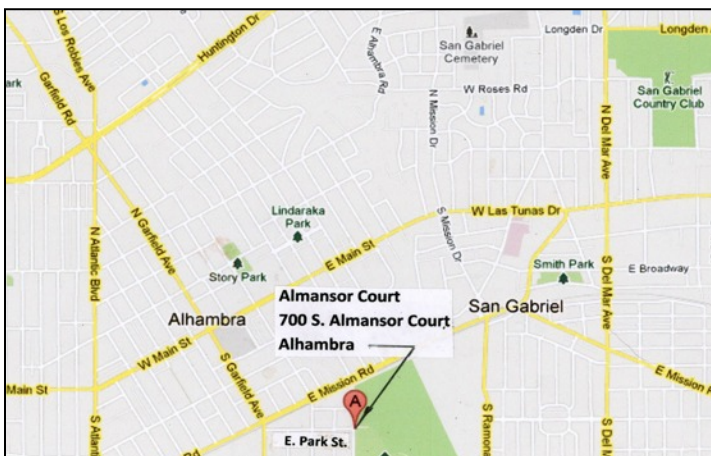 S Los Robles Ave
Huntington Dr
E Alhambra Rd
San Gabriel
Cemetery
Longden Dr
Longden A
ark
Garfield Rd
N Mission Dr
W Roses Rd
San Gabriel
Country Club
N Del Mar Ave
N Atlantic Blvd
N Garfield Ave
Lindaraka
Park
S Mission Dr
W Las Tunas Dr
Story Park
E Main St
Smith Park
E Broadway
S Del Mar Ave
Almansor Court
700 S. Almansor Court
Alhambra
San Gabriel
Alhambra
W Main St
S Garfield Ave
E Mission Rd
E Mission R
Main St
A
S Atlanti
E. Park St.
S Ramona
S Del M